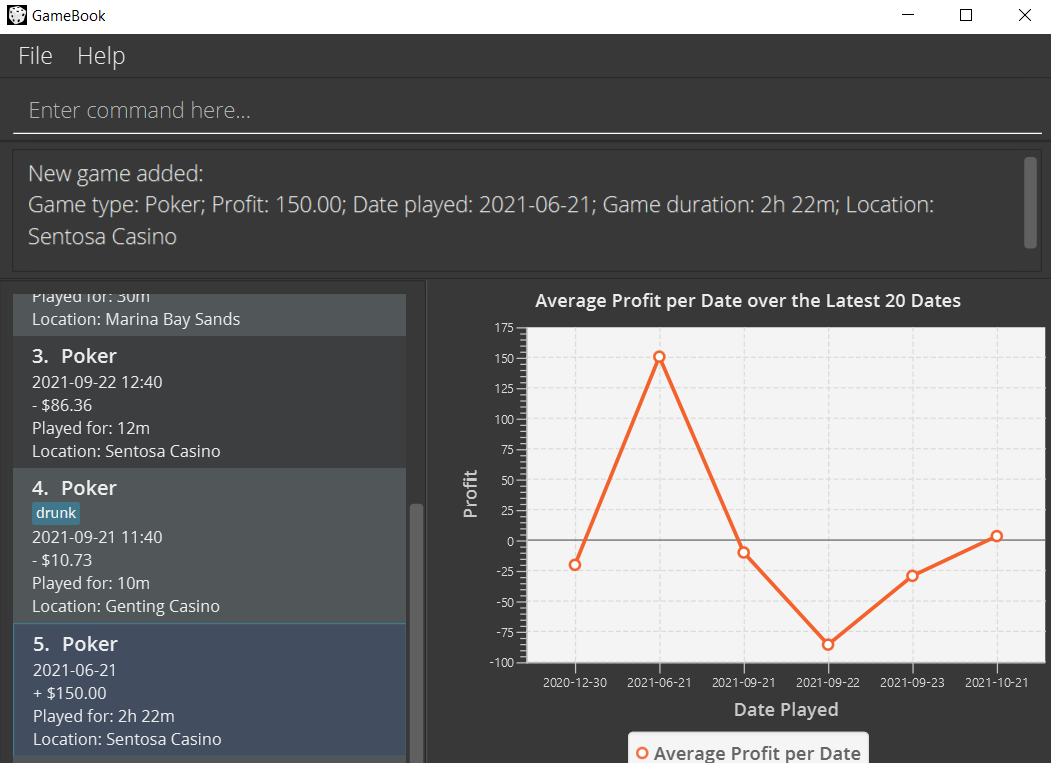 GameBook
File Help
Enter command here...
New game added:
Game type: Poker; Profit: 150.00; Date played: 2021-06-21; Game duration: 2h 22m; Location:
Sentosa Casino
Played for: 30m
Location: Marina Bay Sands
3. Poker
2021-09-22 12:40
- $86.36
Played for: 12m
Location: Sentosa Casino
4. Poker
drunk
2021-09-21 11:40
- $10.73
Played for: 10m
Location: Genting Casino
5. Poker
2021-06-21
+ $150.00
Played for: 2h 22m
Location: Sentosa Casino
Average Profit per Date over the Latest 20 Dates
Profit
175
150
125
100
75
50
25
0
-25
-50
-75
-100
2020-12-30 2021-06-21 2021-09-21 2021-09-22 2021-09-23 2021-10-21
Date Played
Average Profit per Date